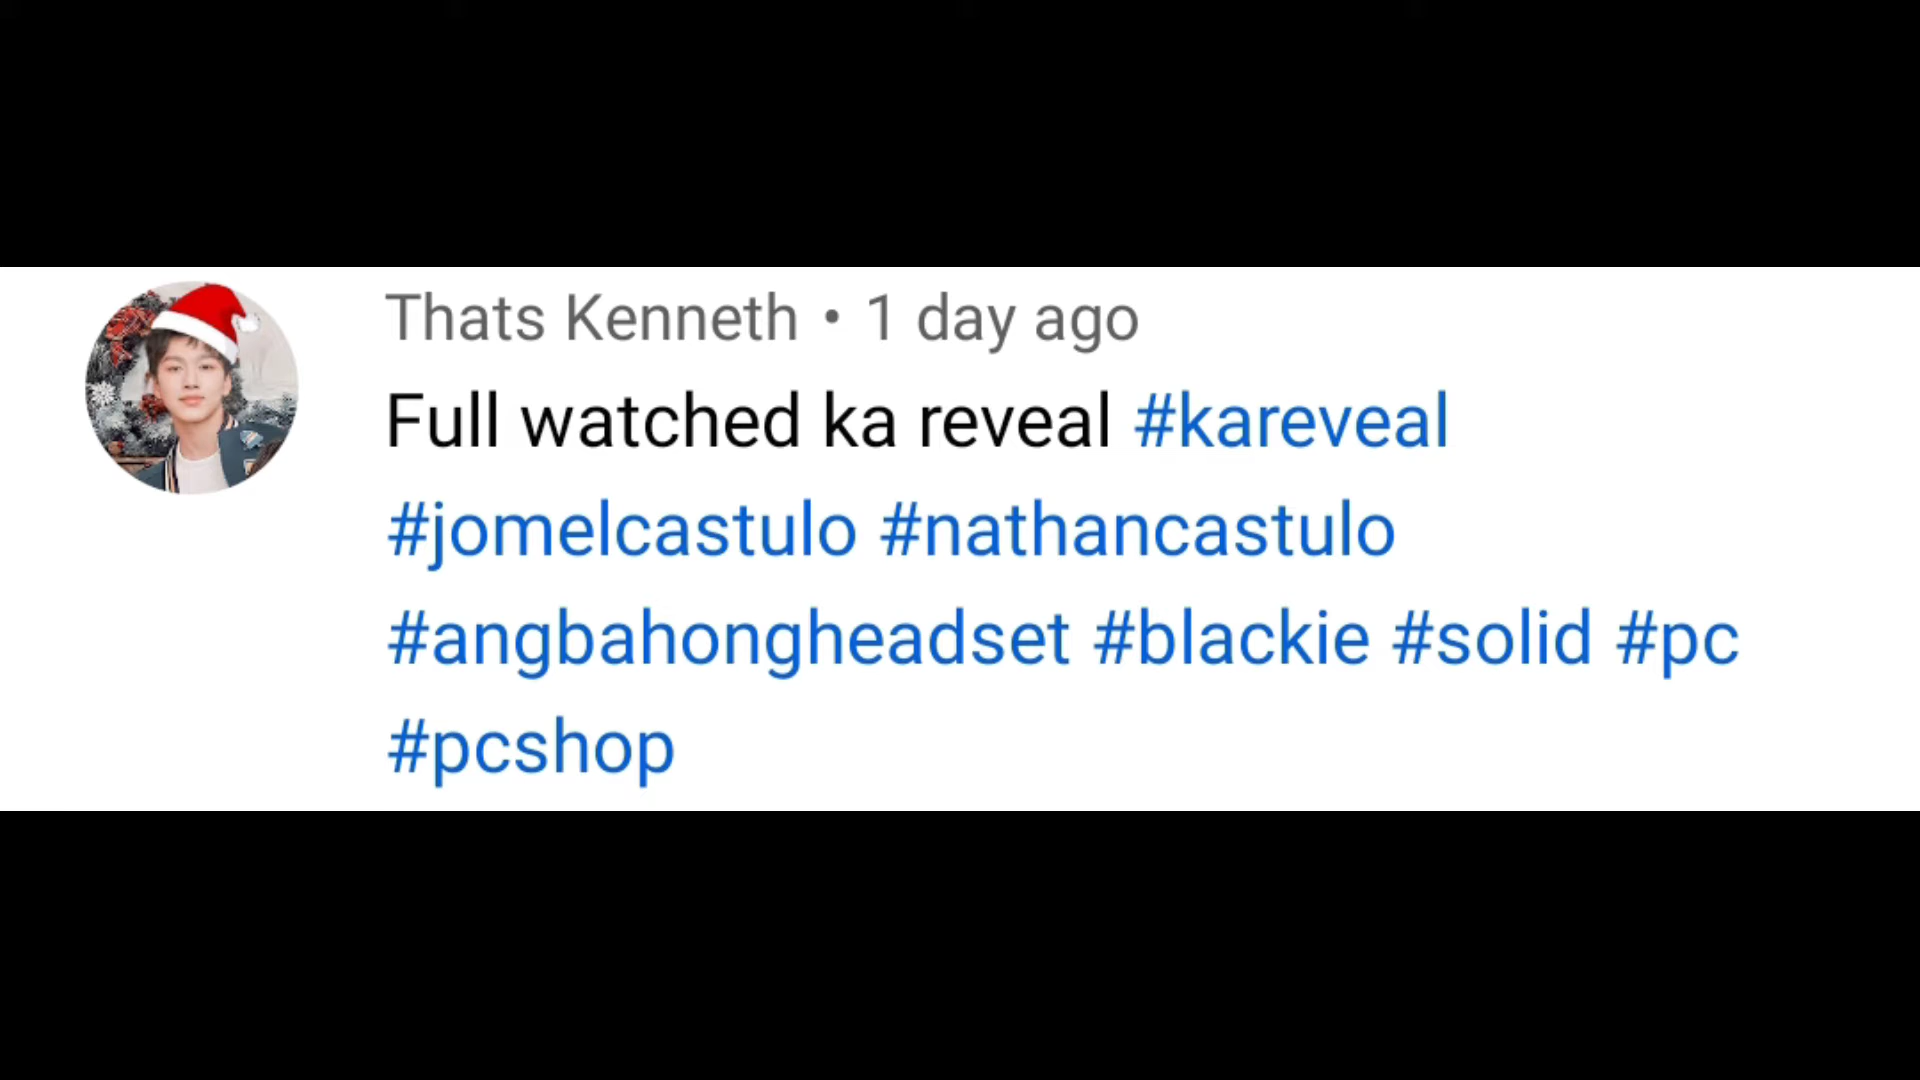 Thats Kenneth • 1 day ago
Full watched ka reveal #kareveal
#jomelcastulo #nathancastulo
#angbahongheadset #blackie #solid #pc
#pcshop